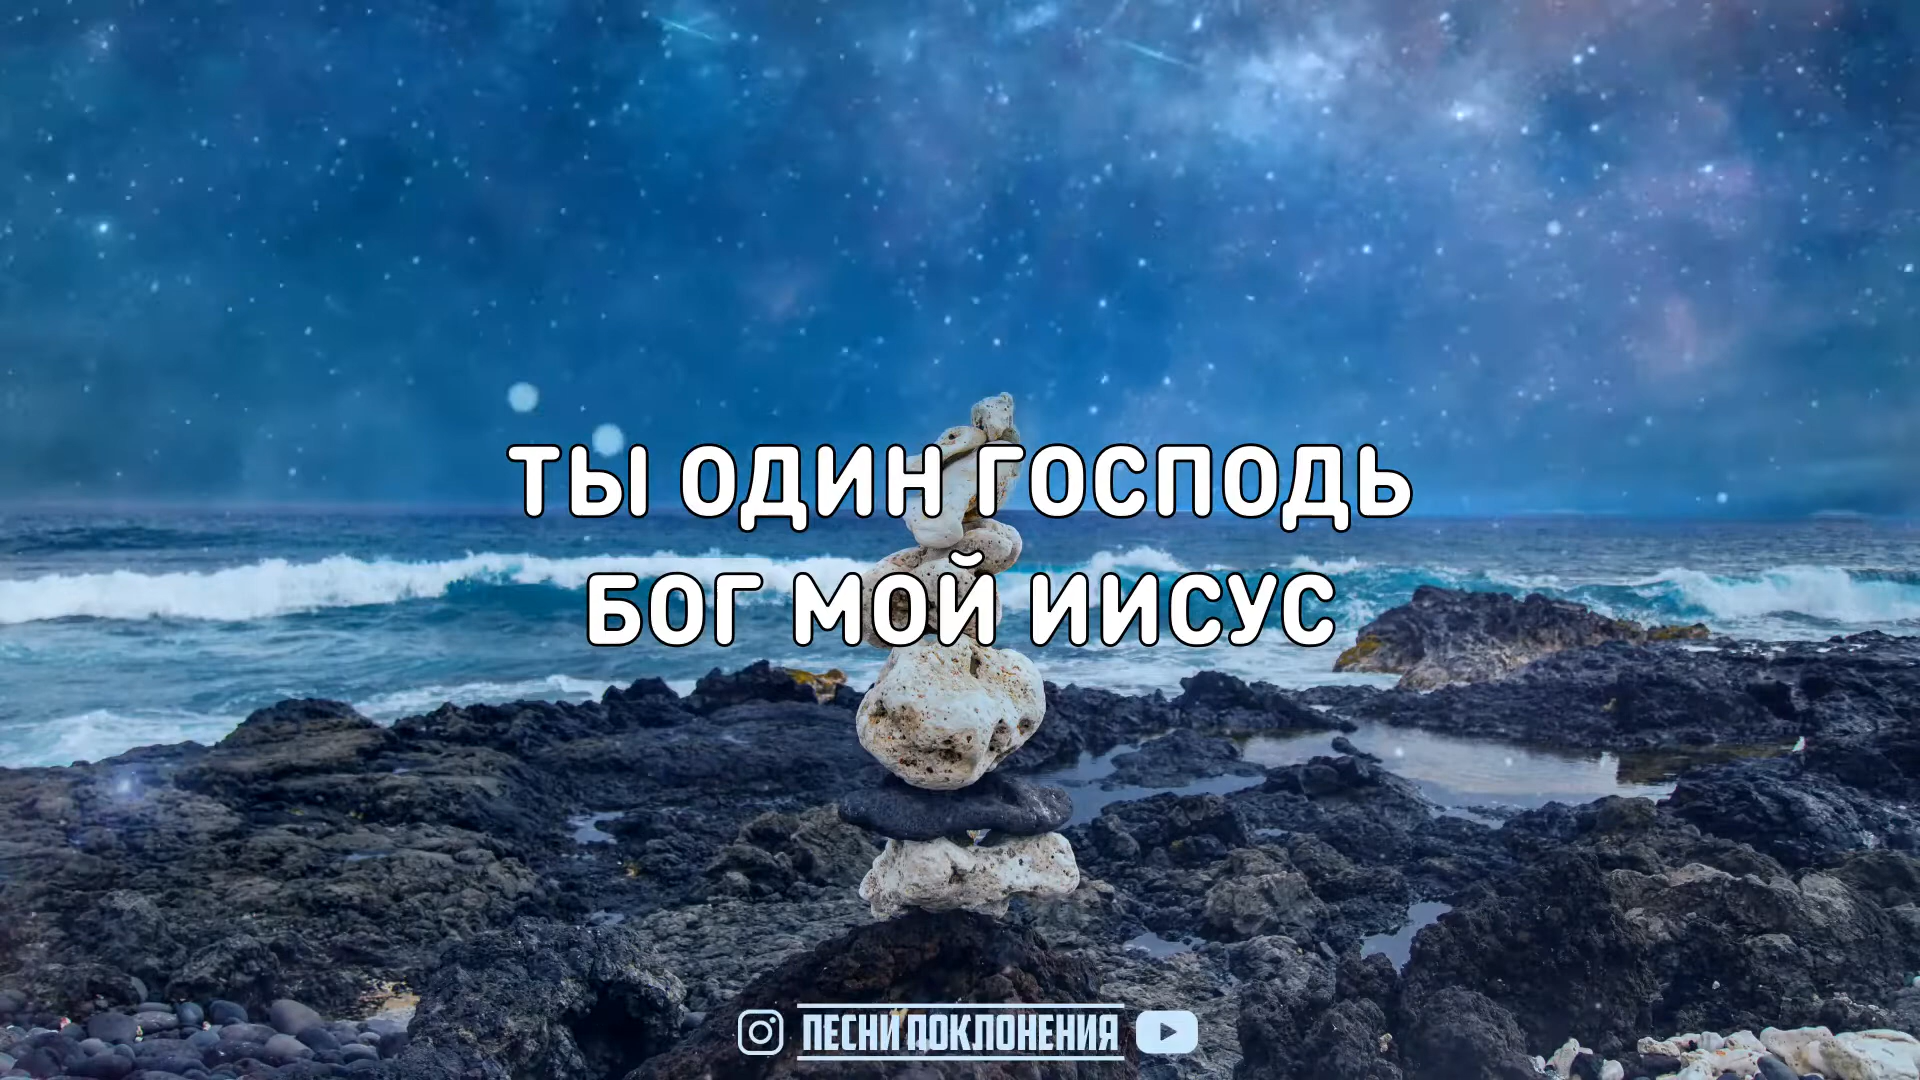 ТЫ ОДИН ГОСПОДЬ
БОГ МОЙ ИИСУС
ПЕСНИ ПОКЛОНЕНИЯ